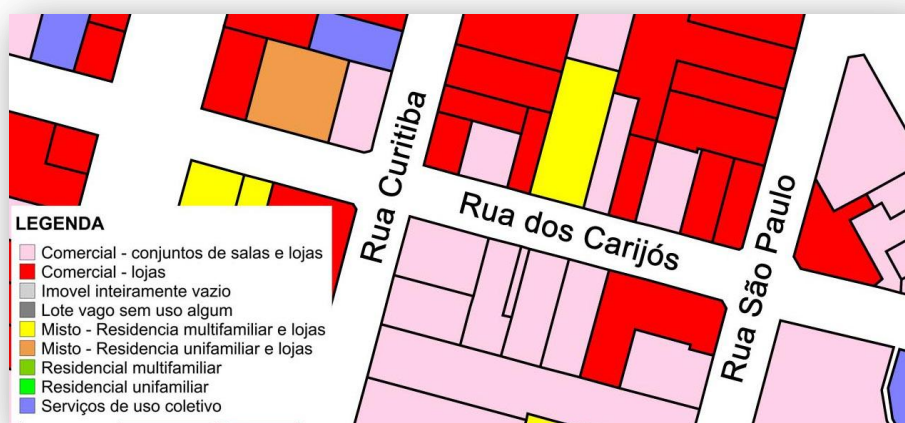 Rua Curitiba
Rua dos Carijós
Rua São Paulo
LEGENDA
Comercial - conjuntos de salas e lojas
Comercial - lojas
Imovel inteiramente vazio
Lote vago sem uso algum
Misto - Residencia multifamiliar e lojas
Misto - Residencia unifamiliar e lojas
Residencial multifamiliar
Residencial unifamiliar
Serviços de uso coletivo